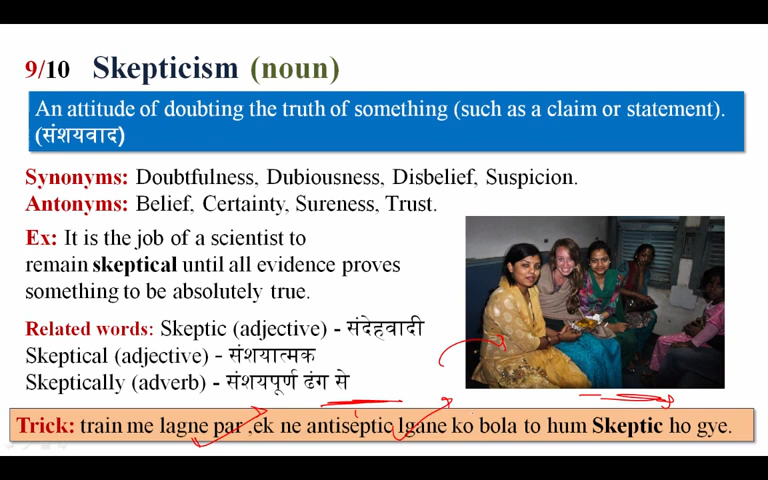 9/10 Skepticism (noun)
An attitude of doubting the truth of something (such as a claim or statement).
(संशयवाद)
Synonyms: Doubtfulness, Dubiousness, Disbelief, Suspicion.
Antonyms: Belief, Certainty, Sureness, Trust.
Ex: It is the job of a scientist to
remain skeptical until all evidence proves
something to be absolutely true.
Related words: Skeptic (adjective) - संदेहवादी
Skeptical (adjective) - संशयात्मक
Skeptically (adverb) - संशयपूर्ण ढंग से
Trick: train me lagne par ,ek ne antiseptic lgane ko bola to hum Skeptic ho gye.